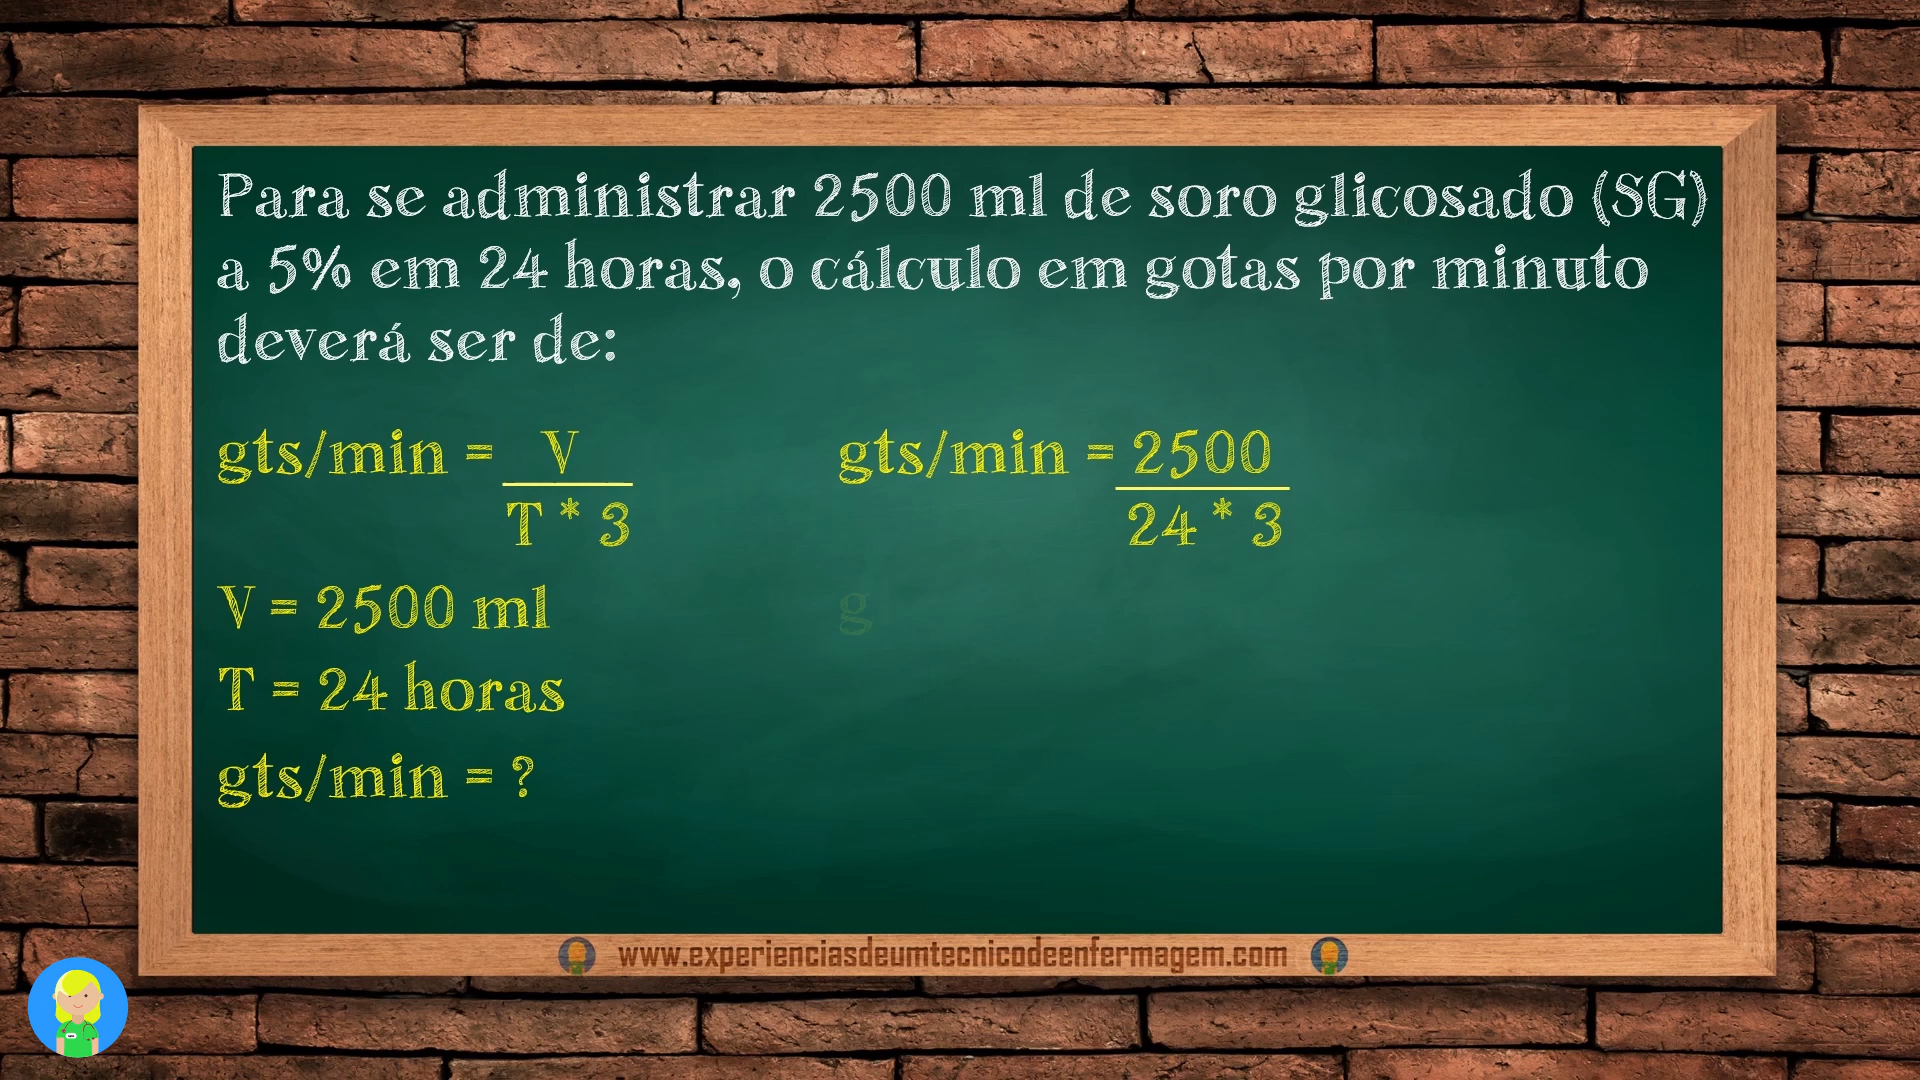 Para se administrar 2500 ml de soro glicosado (SG)
a 5% em 24 horas, o cálculo em gotas por minuto
deverá ser de:
gts/min = V
T * 3
gts/min = 2500
24 * 3
V = 2500 ml
g
T = 24 horas
gts/min = ?
www.experienciasdeumtecnicodeenfermagem.com